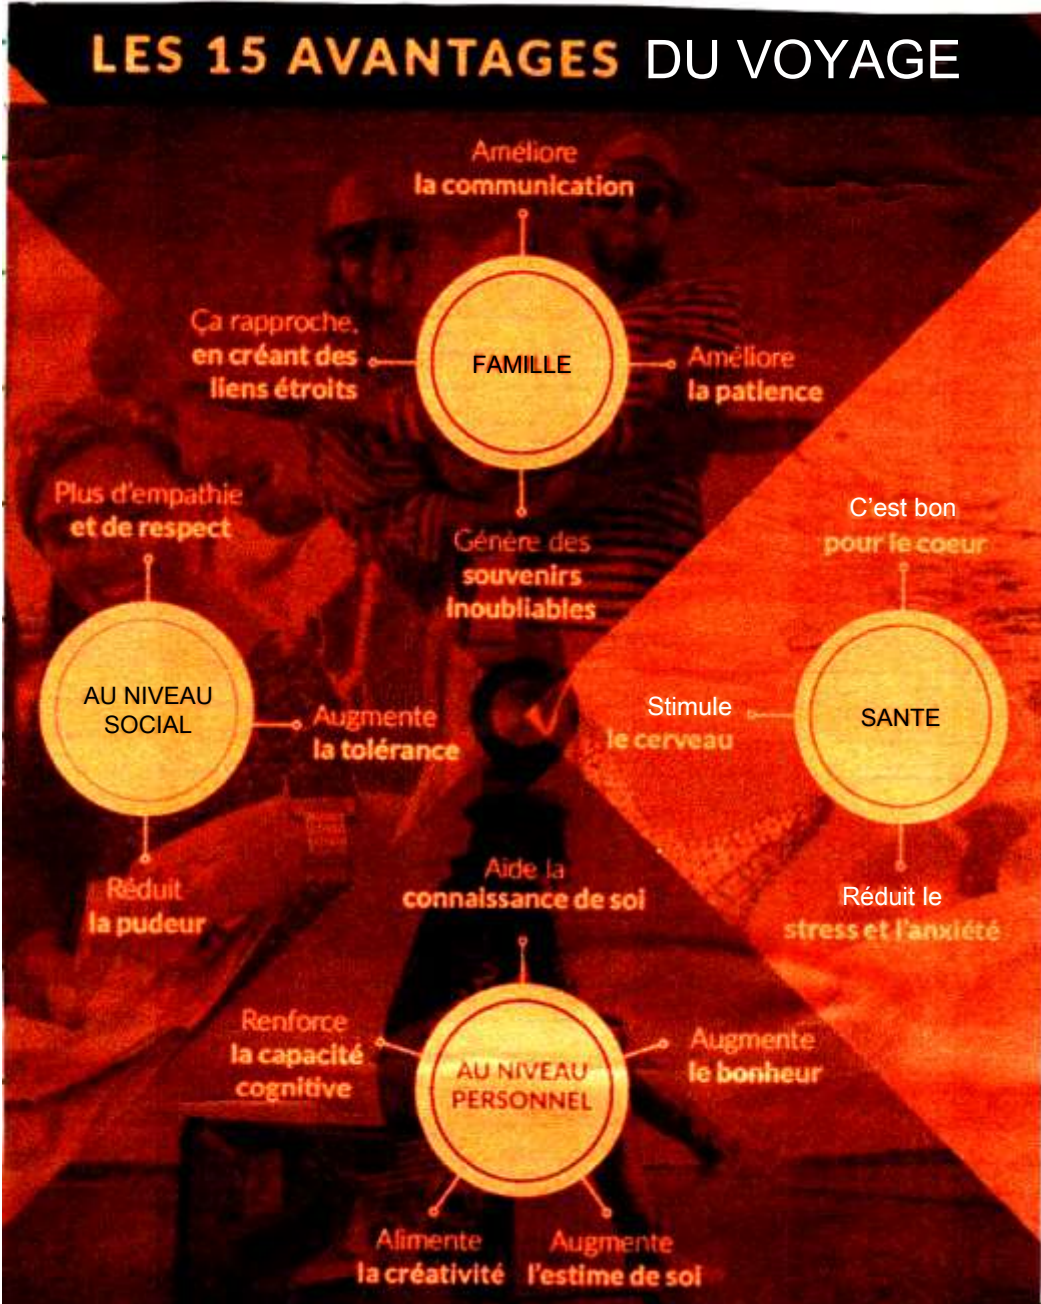 LES 15 AVANTAGES DU VOYAGE
Améliore
la communication
Ça rapproche,
en créant des
liens étroits
FAMILLE
Améliore
la patience
Génère des
souvenirs
inoubliables
Plus d'empathie
et de respect
AU NIVEAU
SOCIAL
Augmente
la tolérance
Réduit
la pudeur
C'est bon
pour le coeur
Stimule
le cerveau
SANTE
Réduit le
stress et l'anxiété
Aide la
connaissance de soi
Renforce
la capacité
cognitive
AU NIVEAU
PERSONNEL
Augmente
le bonheur
Alimente
la créativité
Augmente
l'estime de soi